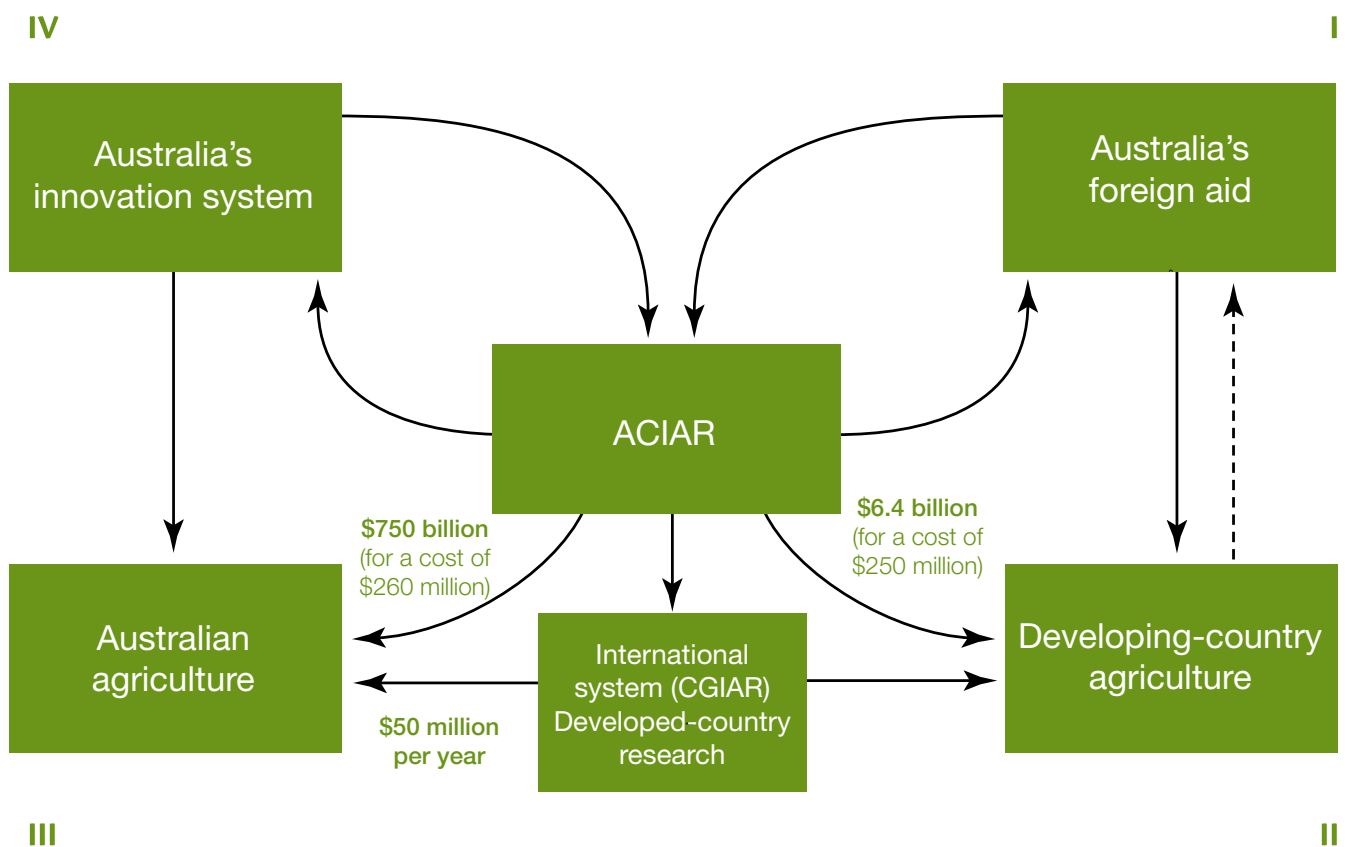 IV
I
Australia’s
innovation system
Australia’s
foreign aid
ACIAR
$750 billion
(for a cost of
$260 million)
$6.4 billion
(for a cost of
$250 million)
Australian
agriculture
International
system (CGIAR)
Developed-country
research
Developing-country
agriculture
$50 million
per year
III
II